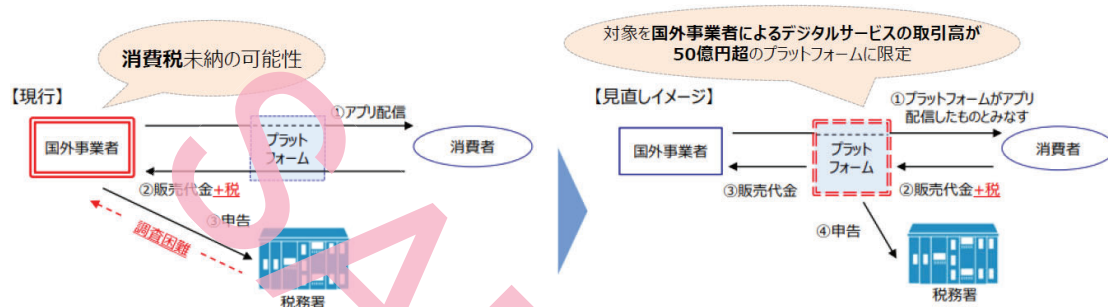 消費税未納の可能性
【現行】
国外事業者
①アプリ配信
プラット
フォーム
消費者
②販売代金+税
③申告
調査困難
税務署
対象を国外事業者によるデジタルサービスの取引高が
50億円超のプラットフォームに限定
【見直しイメージ】
①プラットフォームがアプリ
配信したものとみなす
国外事業者
プラット
フォーム
消費者
③販売代金
②販売代金+税
④申告
税務署